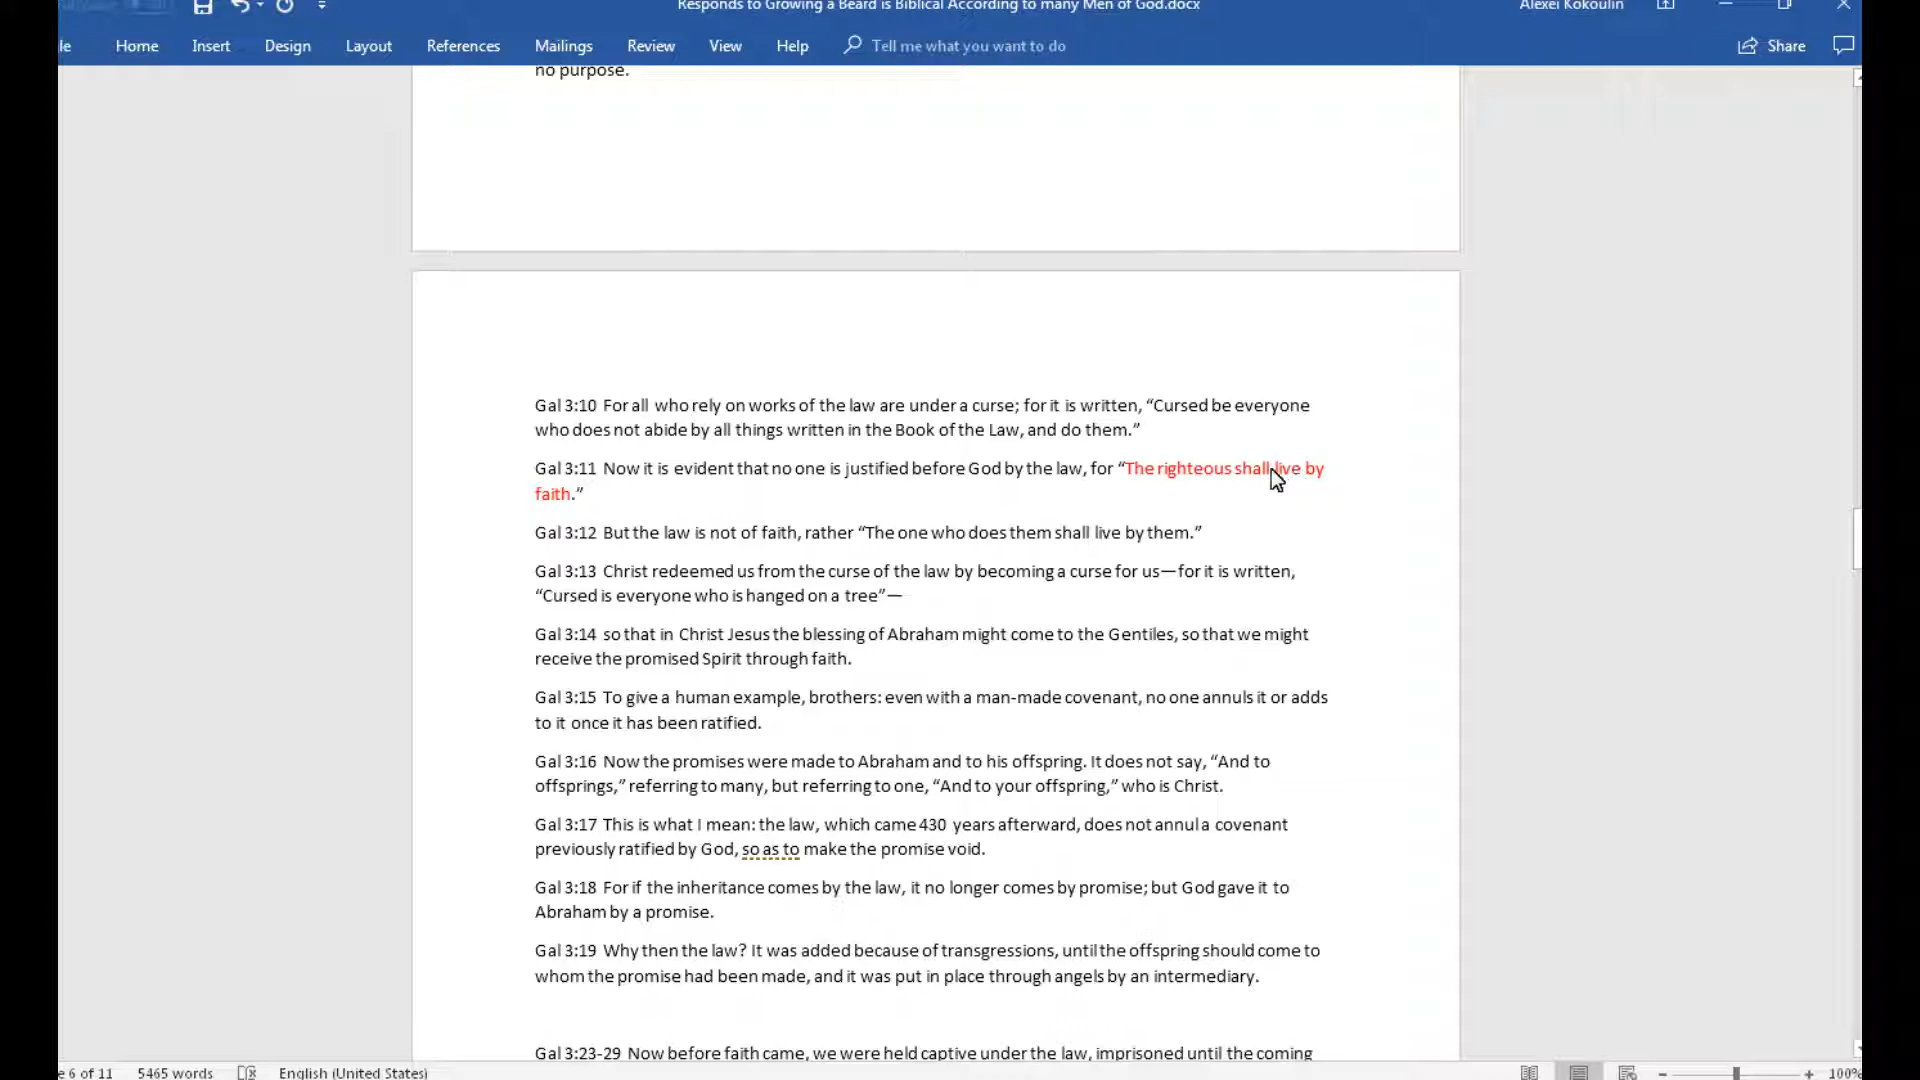 Responds to Growing a Beard is Biblical According to many Men of God.docx
Alexei Kokoulin
le Home Insert Design Layout References Mailings Review View Help Tell me what you want to do Share
no purpose.
Gal 3:10 For all who rely on works of the law are under a curse; for it is written, “Cursed be everyone
who does not abide by all things written in the Book of the Law, and do them.”
Gal 3:11 Now it is evident that no one is justified before God by the law, for “The righteous shall live by
faith.”
Gal 3:12 But the law is not of faith, rather “The one who does them shall live by them.”
Gal 3:13 Christ redeemed us from the curse of the law by becoming a curse for us—for it is written,
“Cursed is everyone who is hanged on a tree”—
Gal 3:14 so that in Christ Jesus the blessing of Abraham might come to the Gentiles, so that we might
receive the promised Spirit through faith.
Gal 3:15 To give a human example, brothers: even with a man-made covenant, no one annuls it or adds
to it once it has been ratified.
Gal 3:16 Now the promises were made to Abraham and to his offspring. It does not say, “And to
offsprings,” referring to many, but referring to one, “And to your offspring,” who is Christ.
Gal 3:17 This is what I mean: the law, which came 430 years afterward, does not annul a covenant
previously ratified by God, so as to make the promise void.
Gal 3:18 For if the inheritance comes by the law, it no longer comes by promise; but God gave it to
Abraham by a promise.
Gal 3:19 Why then the law? It was added because of transgressions, until the offspring should come to
whom the promise had been made, and it was put in place through angels by an intermediary.
Gal 3:23-29 Now before faith came, we were held captive under the law, imprisoned until the coming
e 6 of 11 5465 words English (United States) 100%